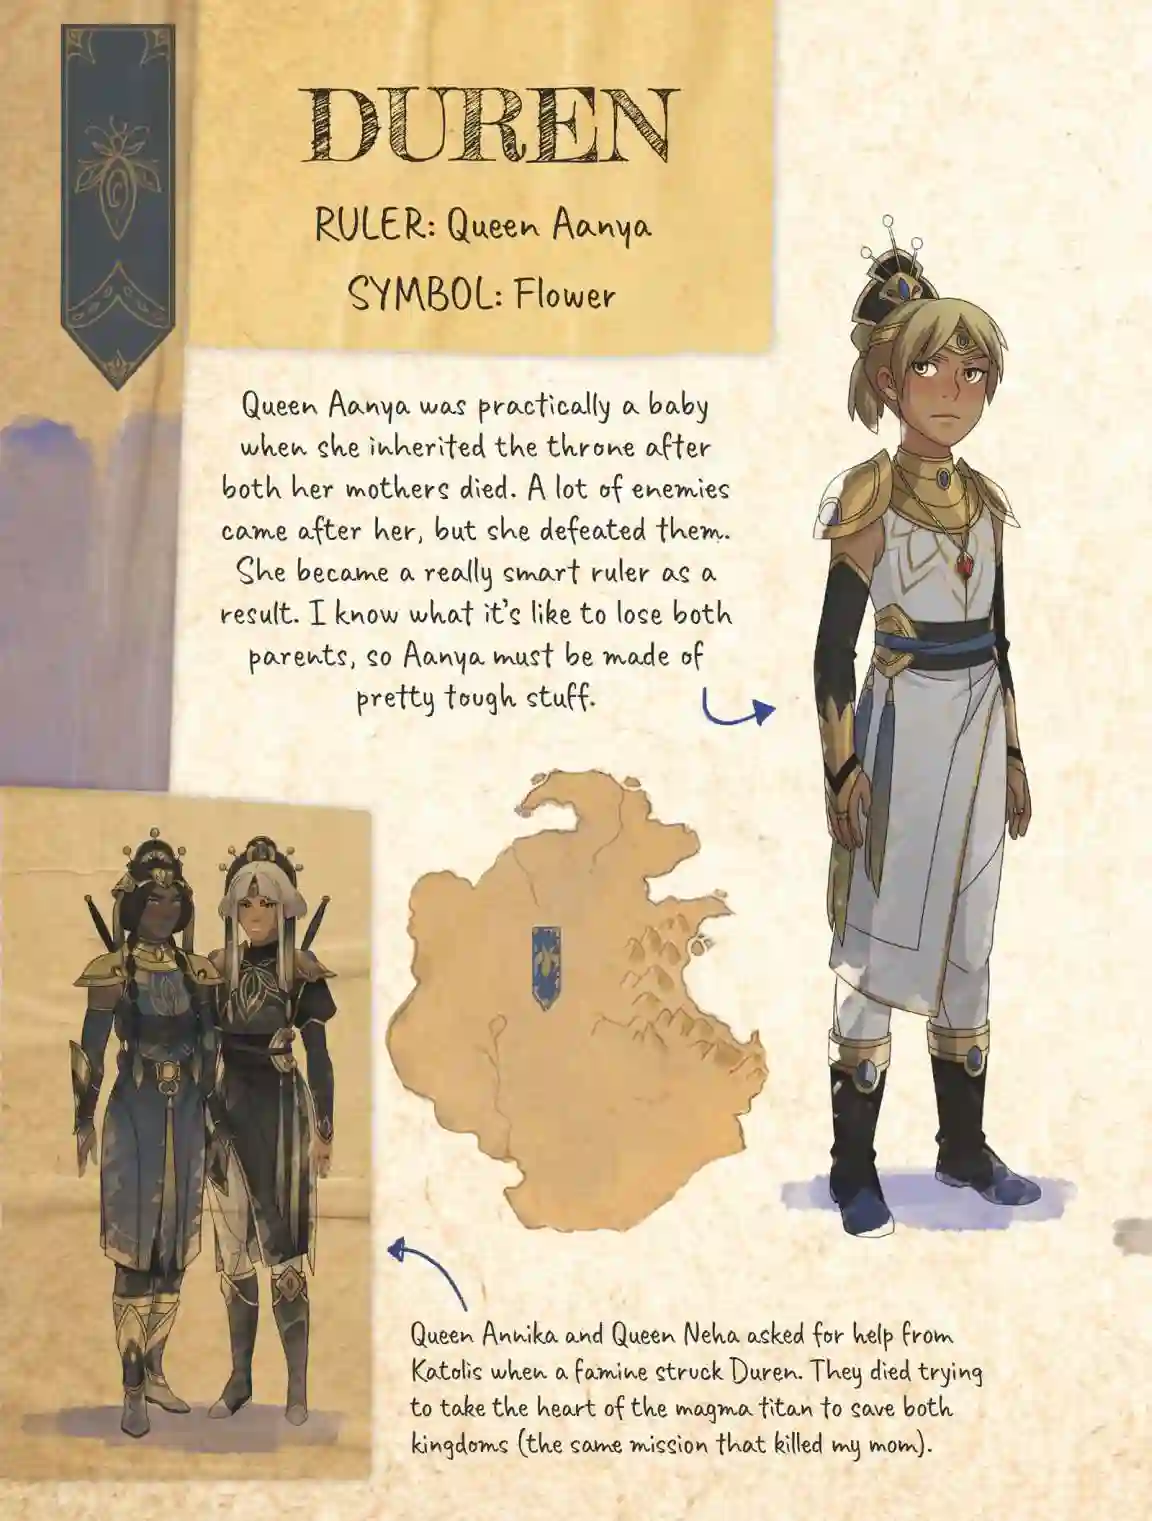 DUREN
RULER: Queen Aanya
SYMBOL: Flower
Queen Aanya was practically a baby
when she inherited the throne after
both her mothers died. A lot of enemies
came after her, but she defeated them.
She became a really smart ruler as a
result. I know what it's like to lose both
parents, so Aanya must be made of
pretty tough stuff.
Queen Annika and Queen Neha asked for help from
Katolis when a famine struck Duren. They died trying
to take the heart of the magma titan to save both
kingdoms (the same mission that killed my mom).